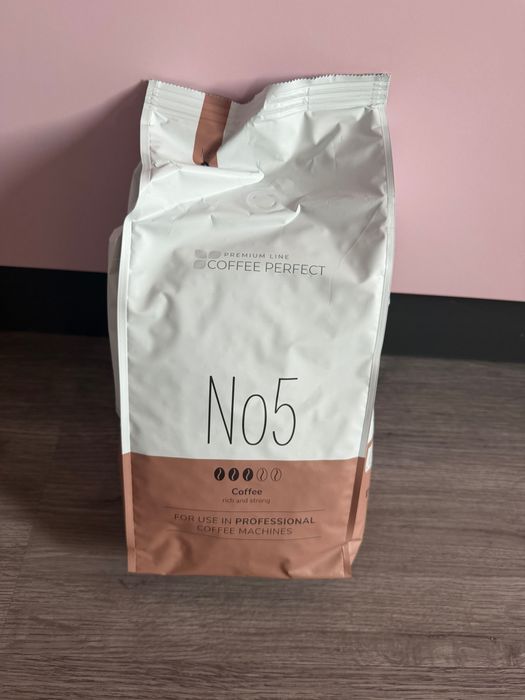 PREMIUM LINE
COFFEE PERFECT
No5
Coffee
rich and strong
FOR USE IN PROFESSIONAL
COFFEE MACHINES